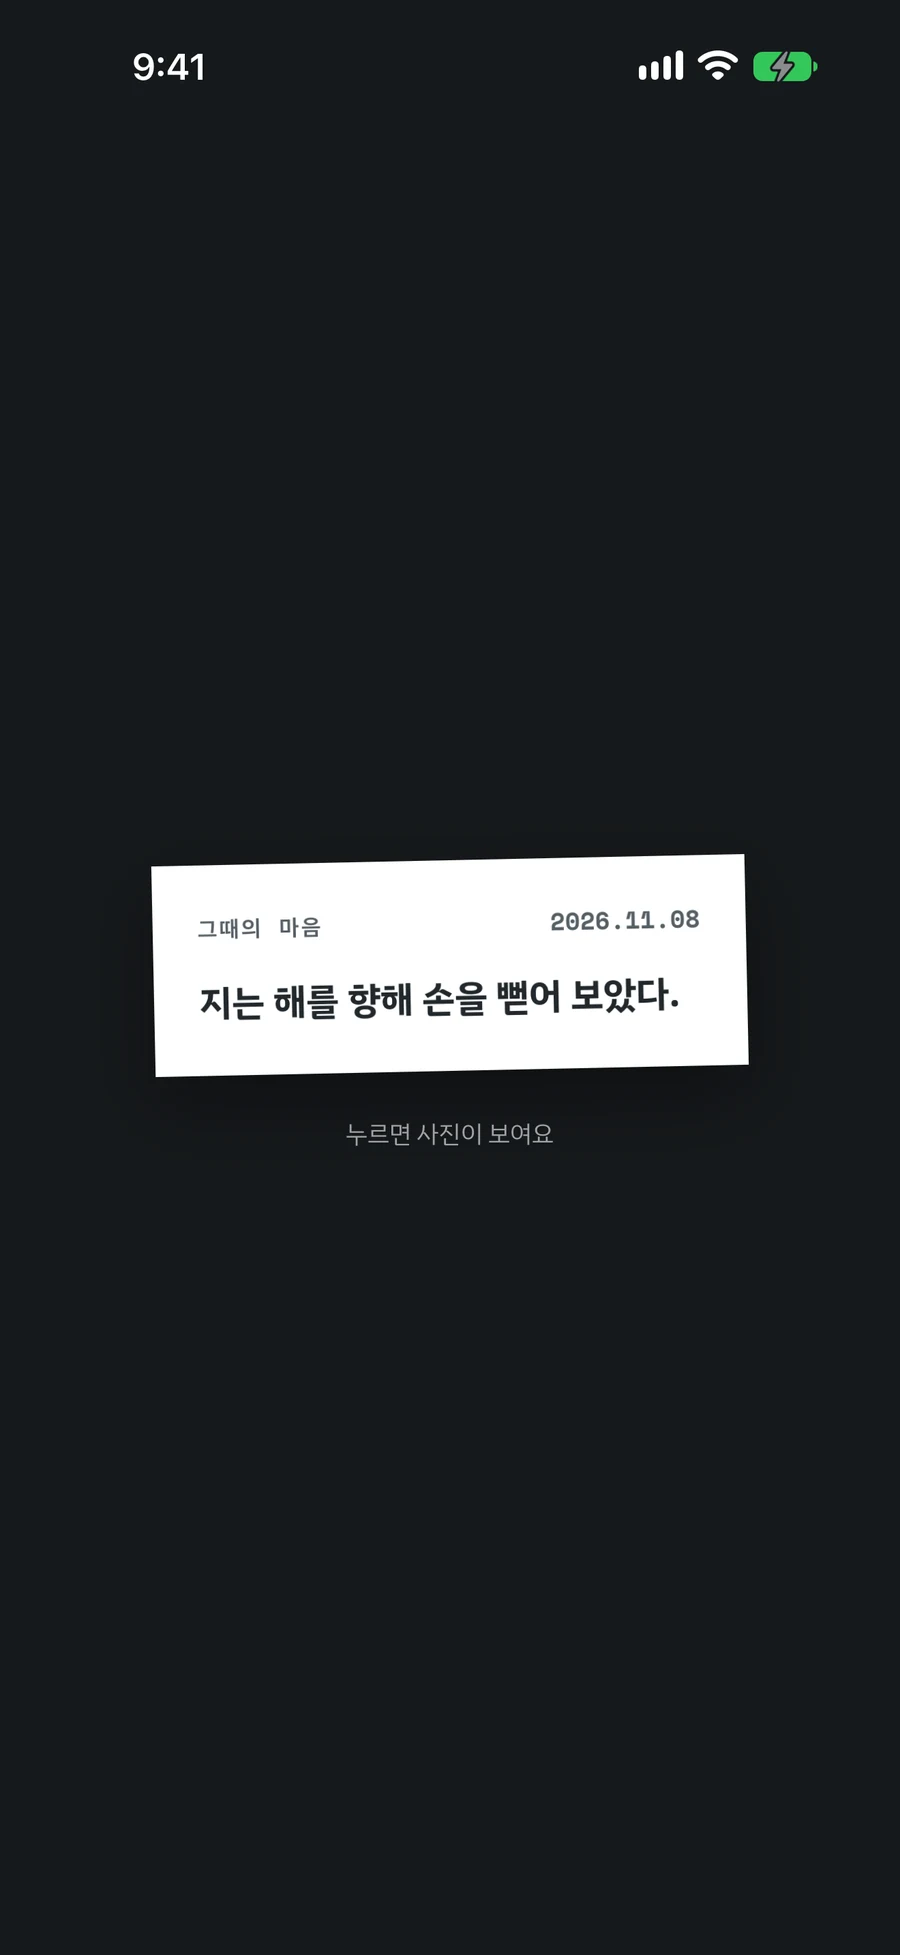 9:41
그때의 마음 2026.11.08
지는 해를 향해 손을 뻗어 보았다.
누르면 사진이 보여요